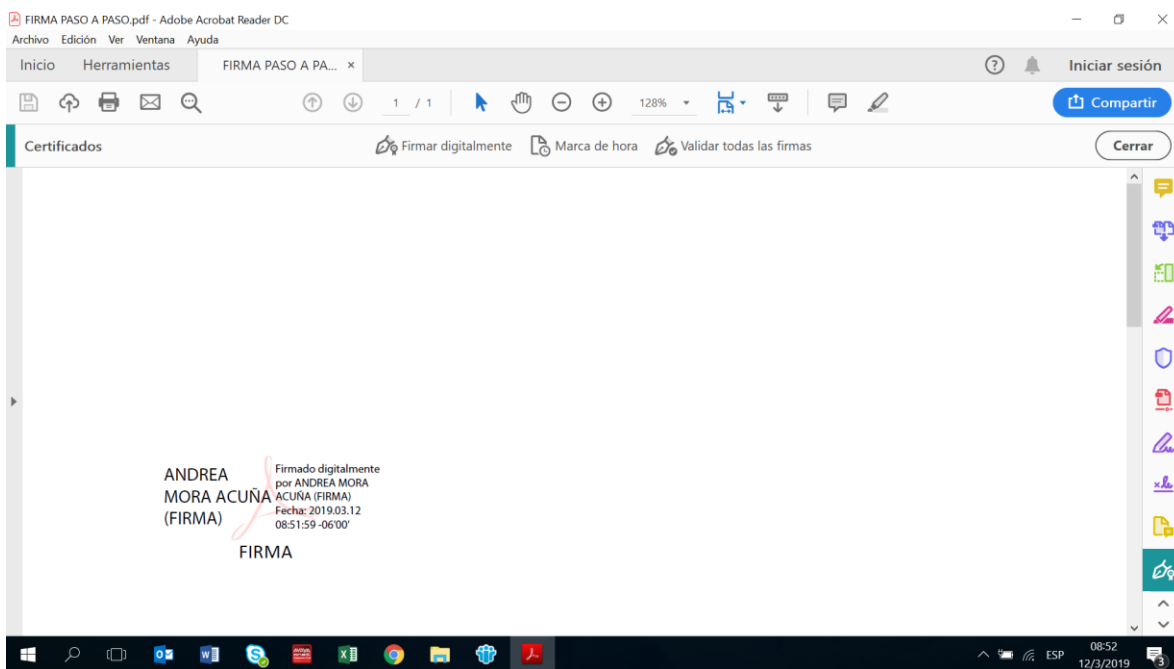 FIRMA PASO A PASO.pdf - Adobe Acrobat Reader DC
Archivo Edición Ver Ventana Ayuda
Inicio Herramientas FIRMA PASO A PA... × Iniciar sesión
1 / 1 128% Compartir
Certificados Firmar digitalmente Marca de hora Validar todas las firmas Cerrar
ANDREA
MORA ACUÑA
(FIRMA)
Firmado digitalmente
por ANDREA MORA
ACUÑA (FIRMA)
Fecha: 2019.03.12
08:51:59 -06'00'
FIRMA
ESP 08:52
12/3/2019